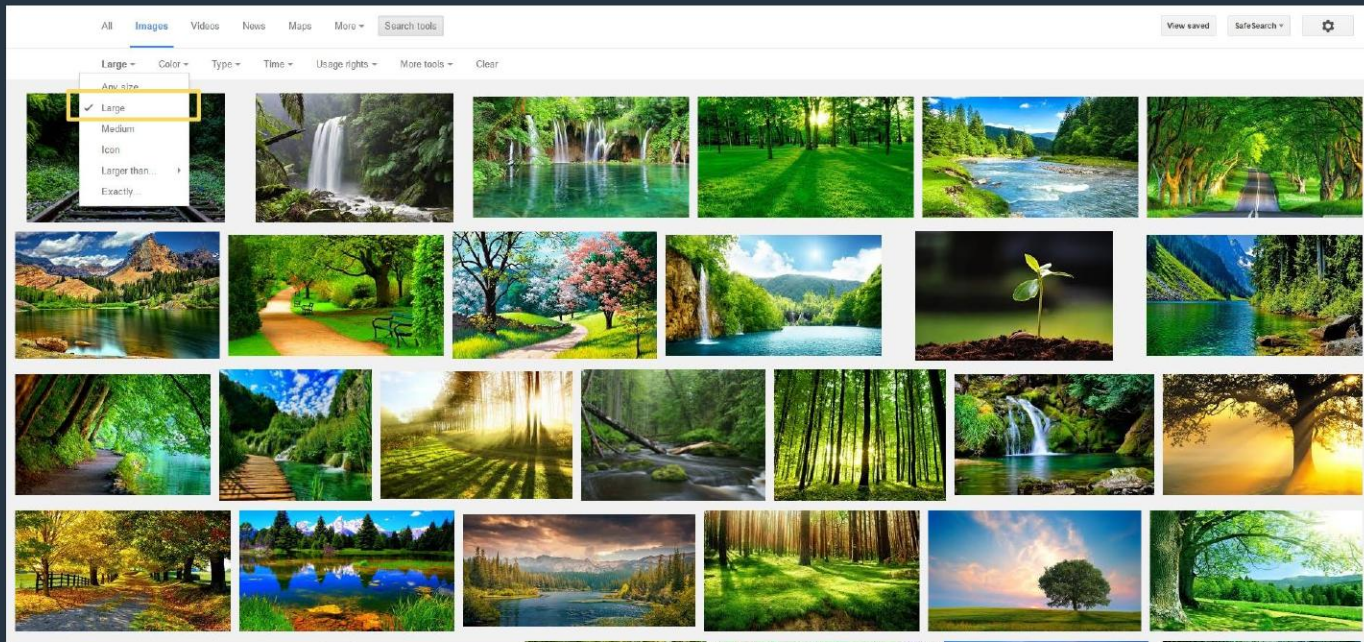 All Images Videos News Maps More Search tools View saved SafeSearch
Large Color Type Time Usage rights More tools Clear
Any size
Large
Medium
Icon
Larger than...
Exactly...